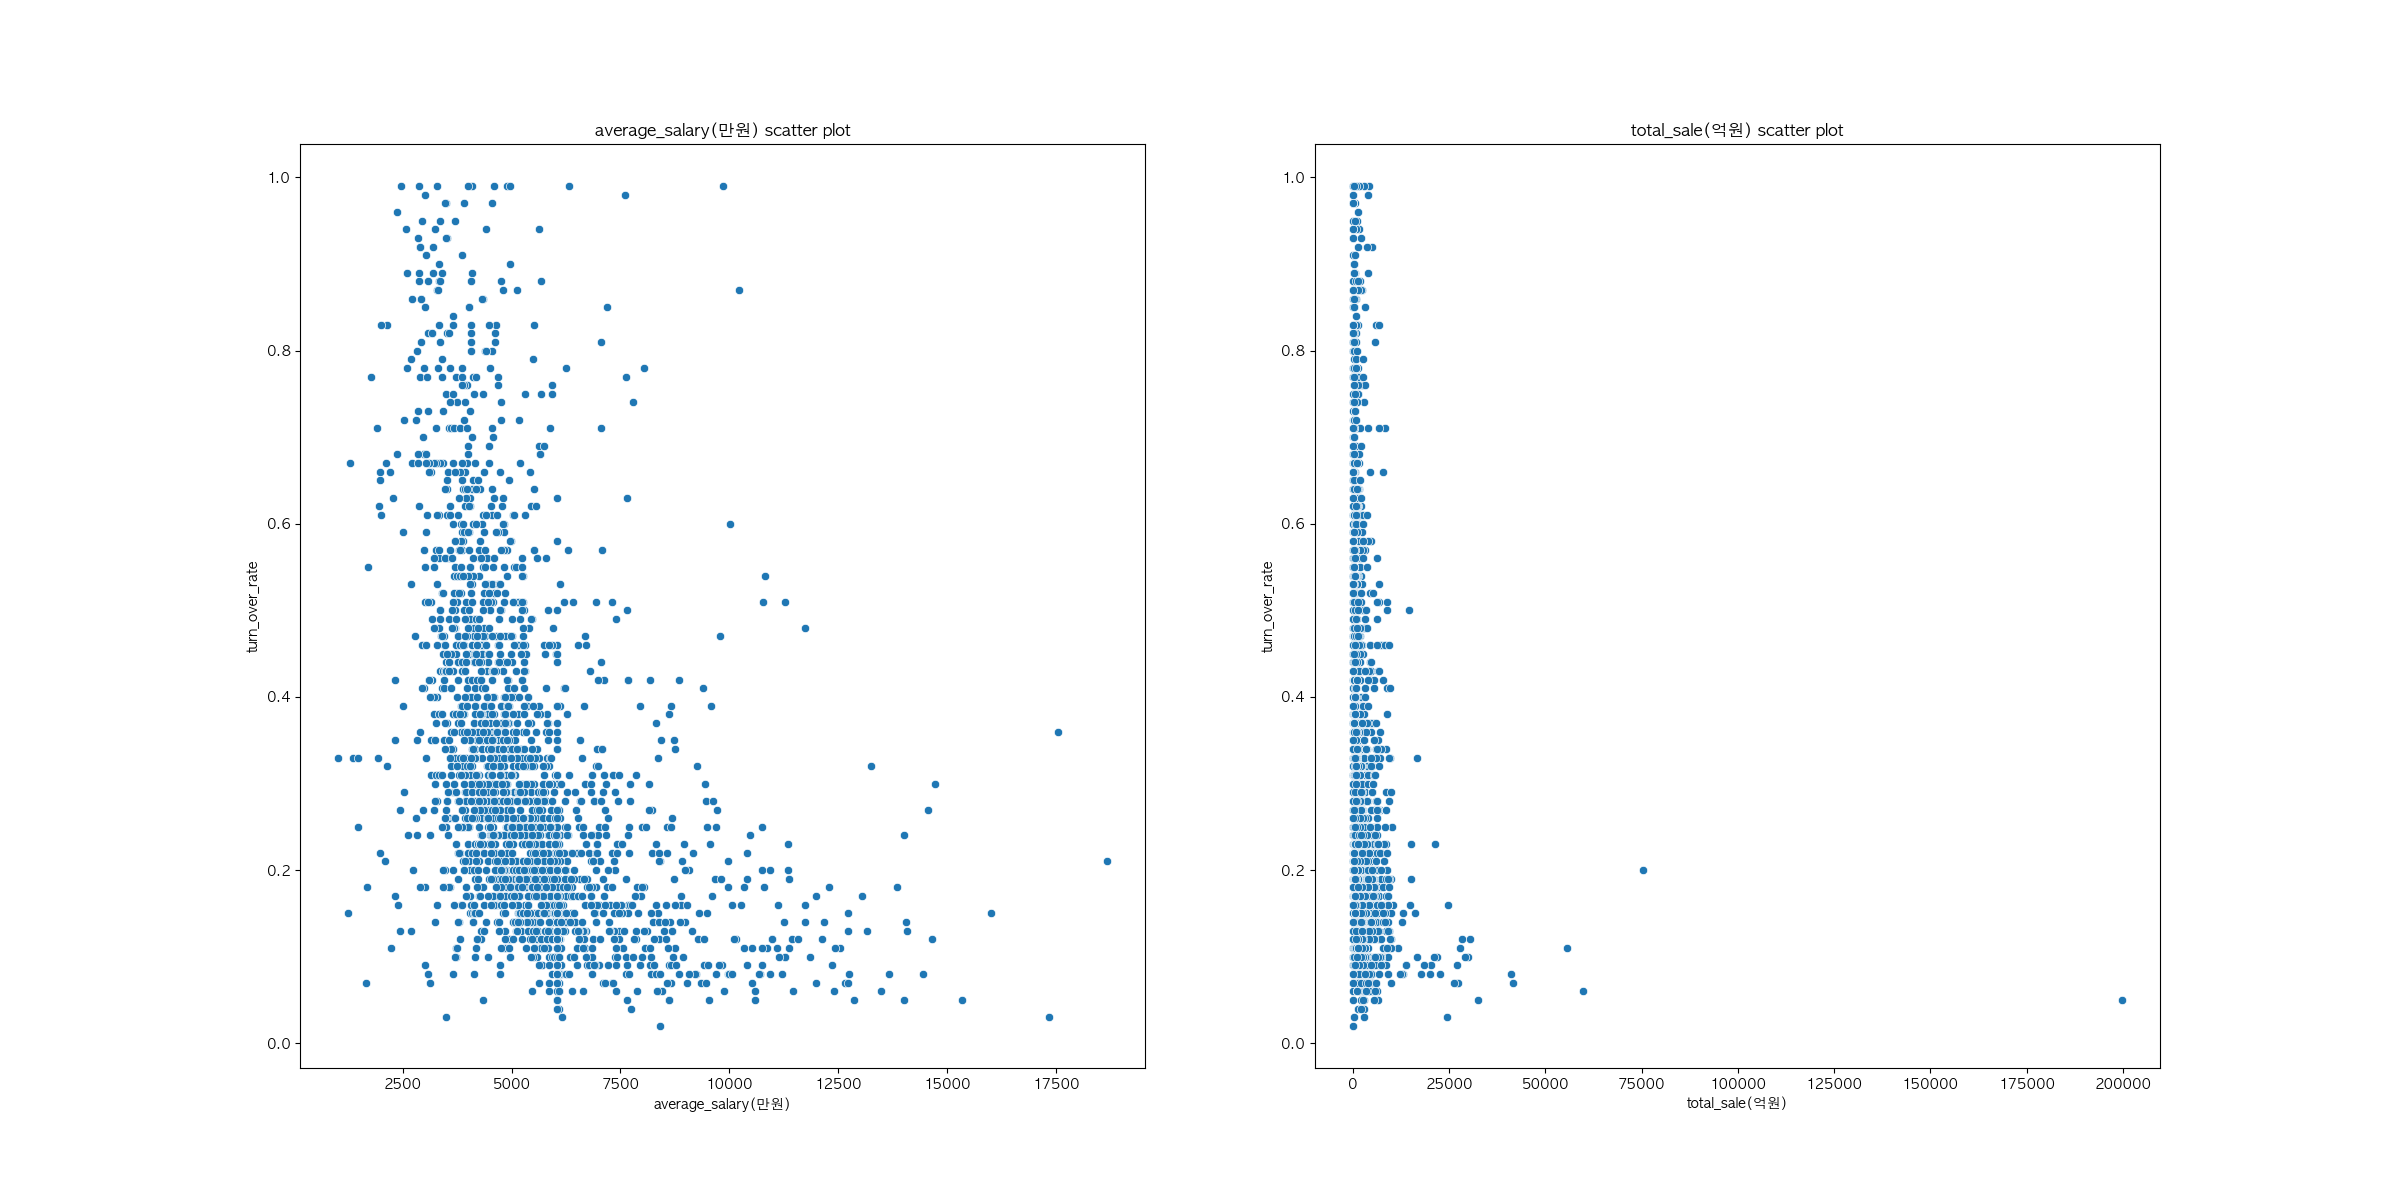 average_salary(만원) scatter plot
1.0
0.8
0.6
0.4
0.2
0.0
turn_over_rate
2500 5000 7500 10000 12500 15000 17500
average_salary(만원)
total_sale(억원) scatter plot
1.0
0.8
0.6
0.4
0.2
0.0
turn_over_rate
0 25000 50000 75000 100000 125000 150000 175000 200000
total_sale(억원)